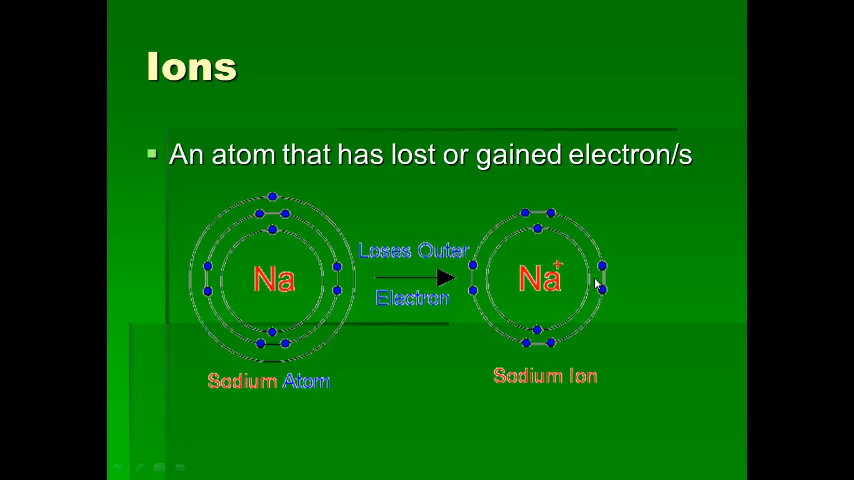 Ions
An atom that has lost or gained electron/s
Loses Outer
Na
Na+
Electron
Sodium Atom
Sodium Ion